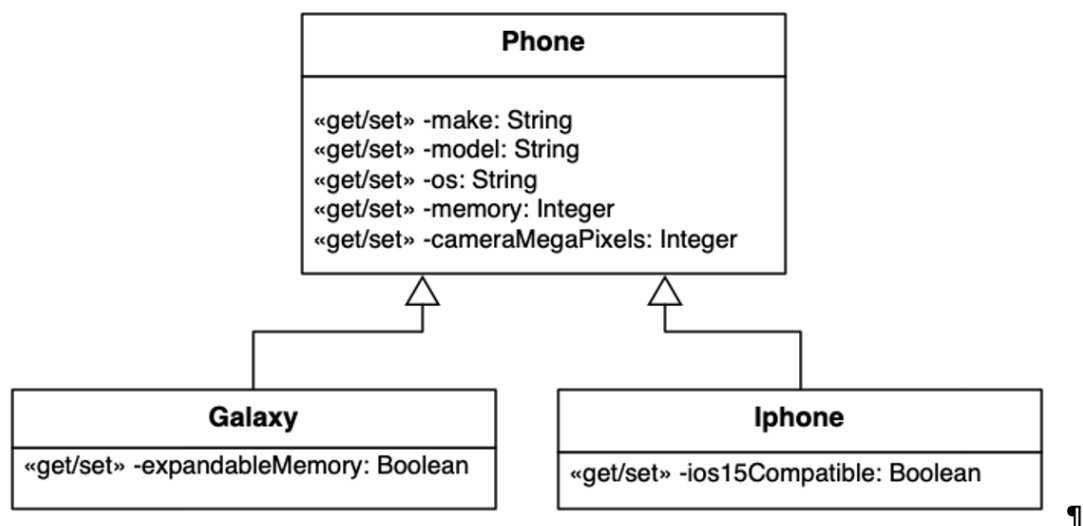 Phone
«get/set» -make: String
«get/set» -model: String
«get/set» -os: String
«get/set» -memory: Integer
«get/set» -cameraMegaPixels: Integer
Galaxy
«get/set» -expandableMemory: Boolean
Iphone
«get/set» -ios15Compatible: Boolean
¶